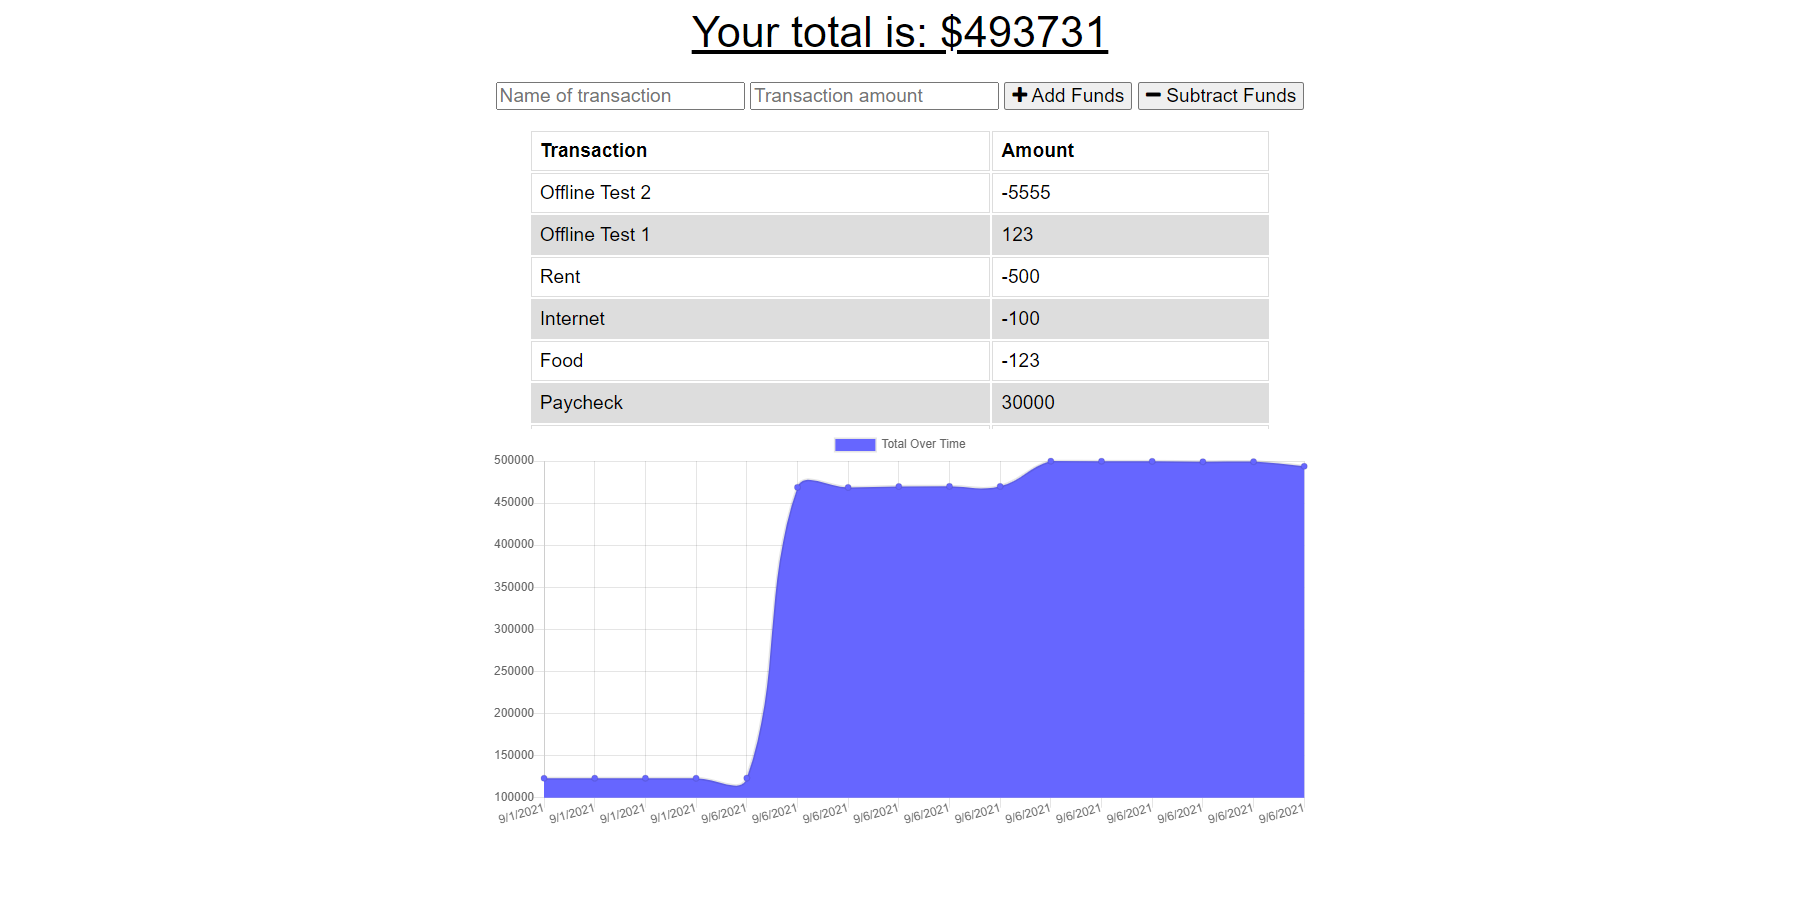 Your total is: $493731
Name of transaction Transaction amount Add Funds Subtract Funds
Transaction Amount
Offline Test 2 -5555
Offline Test 1 123
Rent -500
Internet -100
Food -123
Paycheck 30000
Total Over Time
500000
450000
400000
350000
300000
250000
200000
150000
100000
9/1/2021 9/1/2021 9/1/2021 9/1/2021 9/6/2021 9/6/2021 9/6/2021 9/6/2021 9/6/2021 9/6/2021 9/6/2021 9/6/2021 9/6/2021 9/6/2021 9/6/2021 9/6/2021